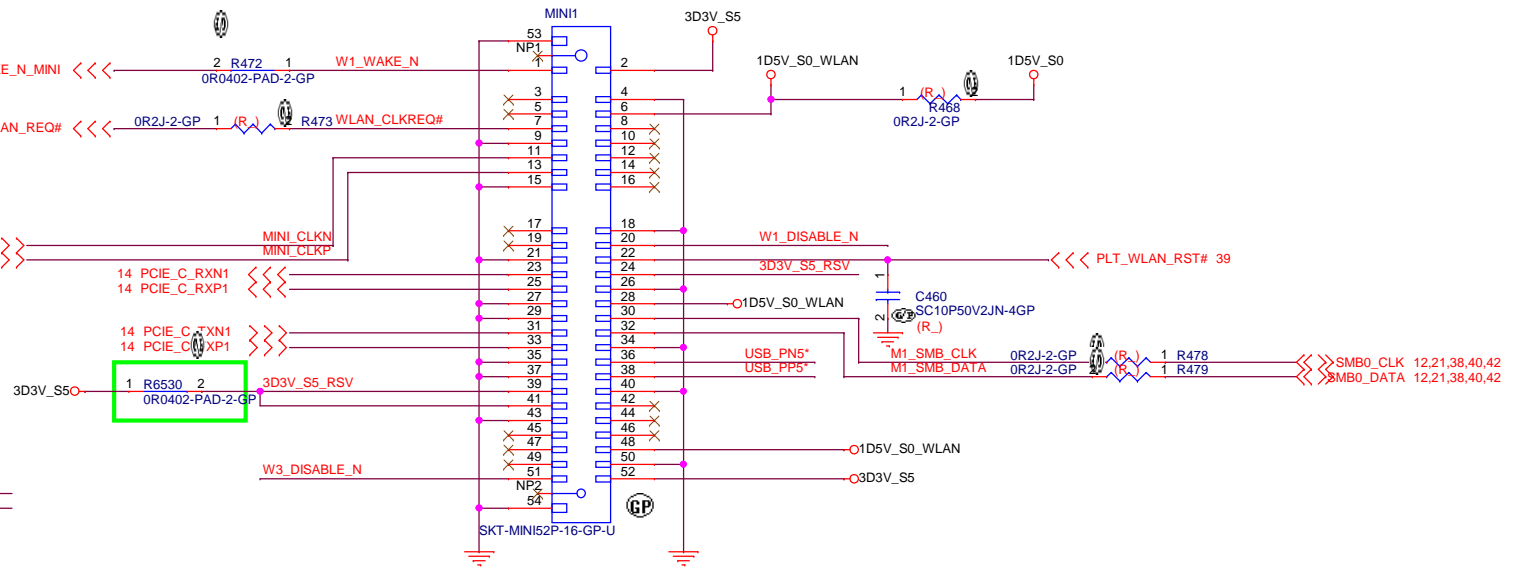 MINI1
3D3V_S5
53
NP1
E_N_MINI
2 R472 1
W1_WAKE_N
1
2
0R0402-PAD-2-GP
1D5V_S0_WLAN
1D5V_S0
3
4
1 (R_) 2
R468
0R2J-2-GP
5
6
AN_REQ#
0R2J-2-GP 1 (R_) 2 R473 WLAN_CLKREQ#
7
8
9
10
11
12
13
14
15
16
17
18
MINI_CLKN
19
20
W1_DISABLE_N
MINI_CLKP
21
22
PLT_WLAN_RST# 39
14 PCIE_C_RXN1
23
24
3D3V_S5_RSV
14 PCIE_C_RXP1
25
26
1
C460
SC10P50V2JN-4GP
2
(R_)
27
28
1D5V_S0_WLAN
29
30
14 PCIE_C_TXN1
31
32
14 PCIE_C_TXP1
33
34
35
36
USB_PN5*
M1_SMB_CLK
0R2J-2-GP (R_) 1 R478
SMB0_CLK 12,21,38,40,42
37
38
USB_PP5*
M1_SMB_DATA
0R2J-2-GP 2 (R_) 1 R479
SMB0_DATA 12,21,38,40,42
3D3V_S5
1 R6530 2
3D3V_S5_RSV
0R0402-PAD-2-GP
39
40
41
42
43
44
45
46
47
48
1D5V_S0_WLAN
49
50
W3_DISABLE_N
51
52
3D3V_S5
NP2
54
GP
SKT-MINI52P-16-GP-U